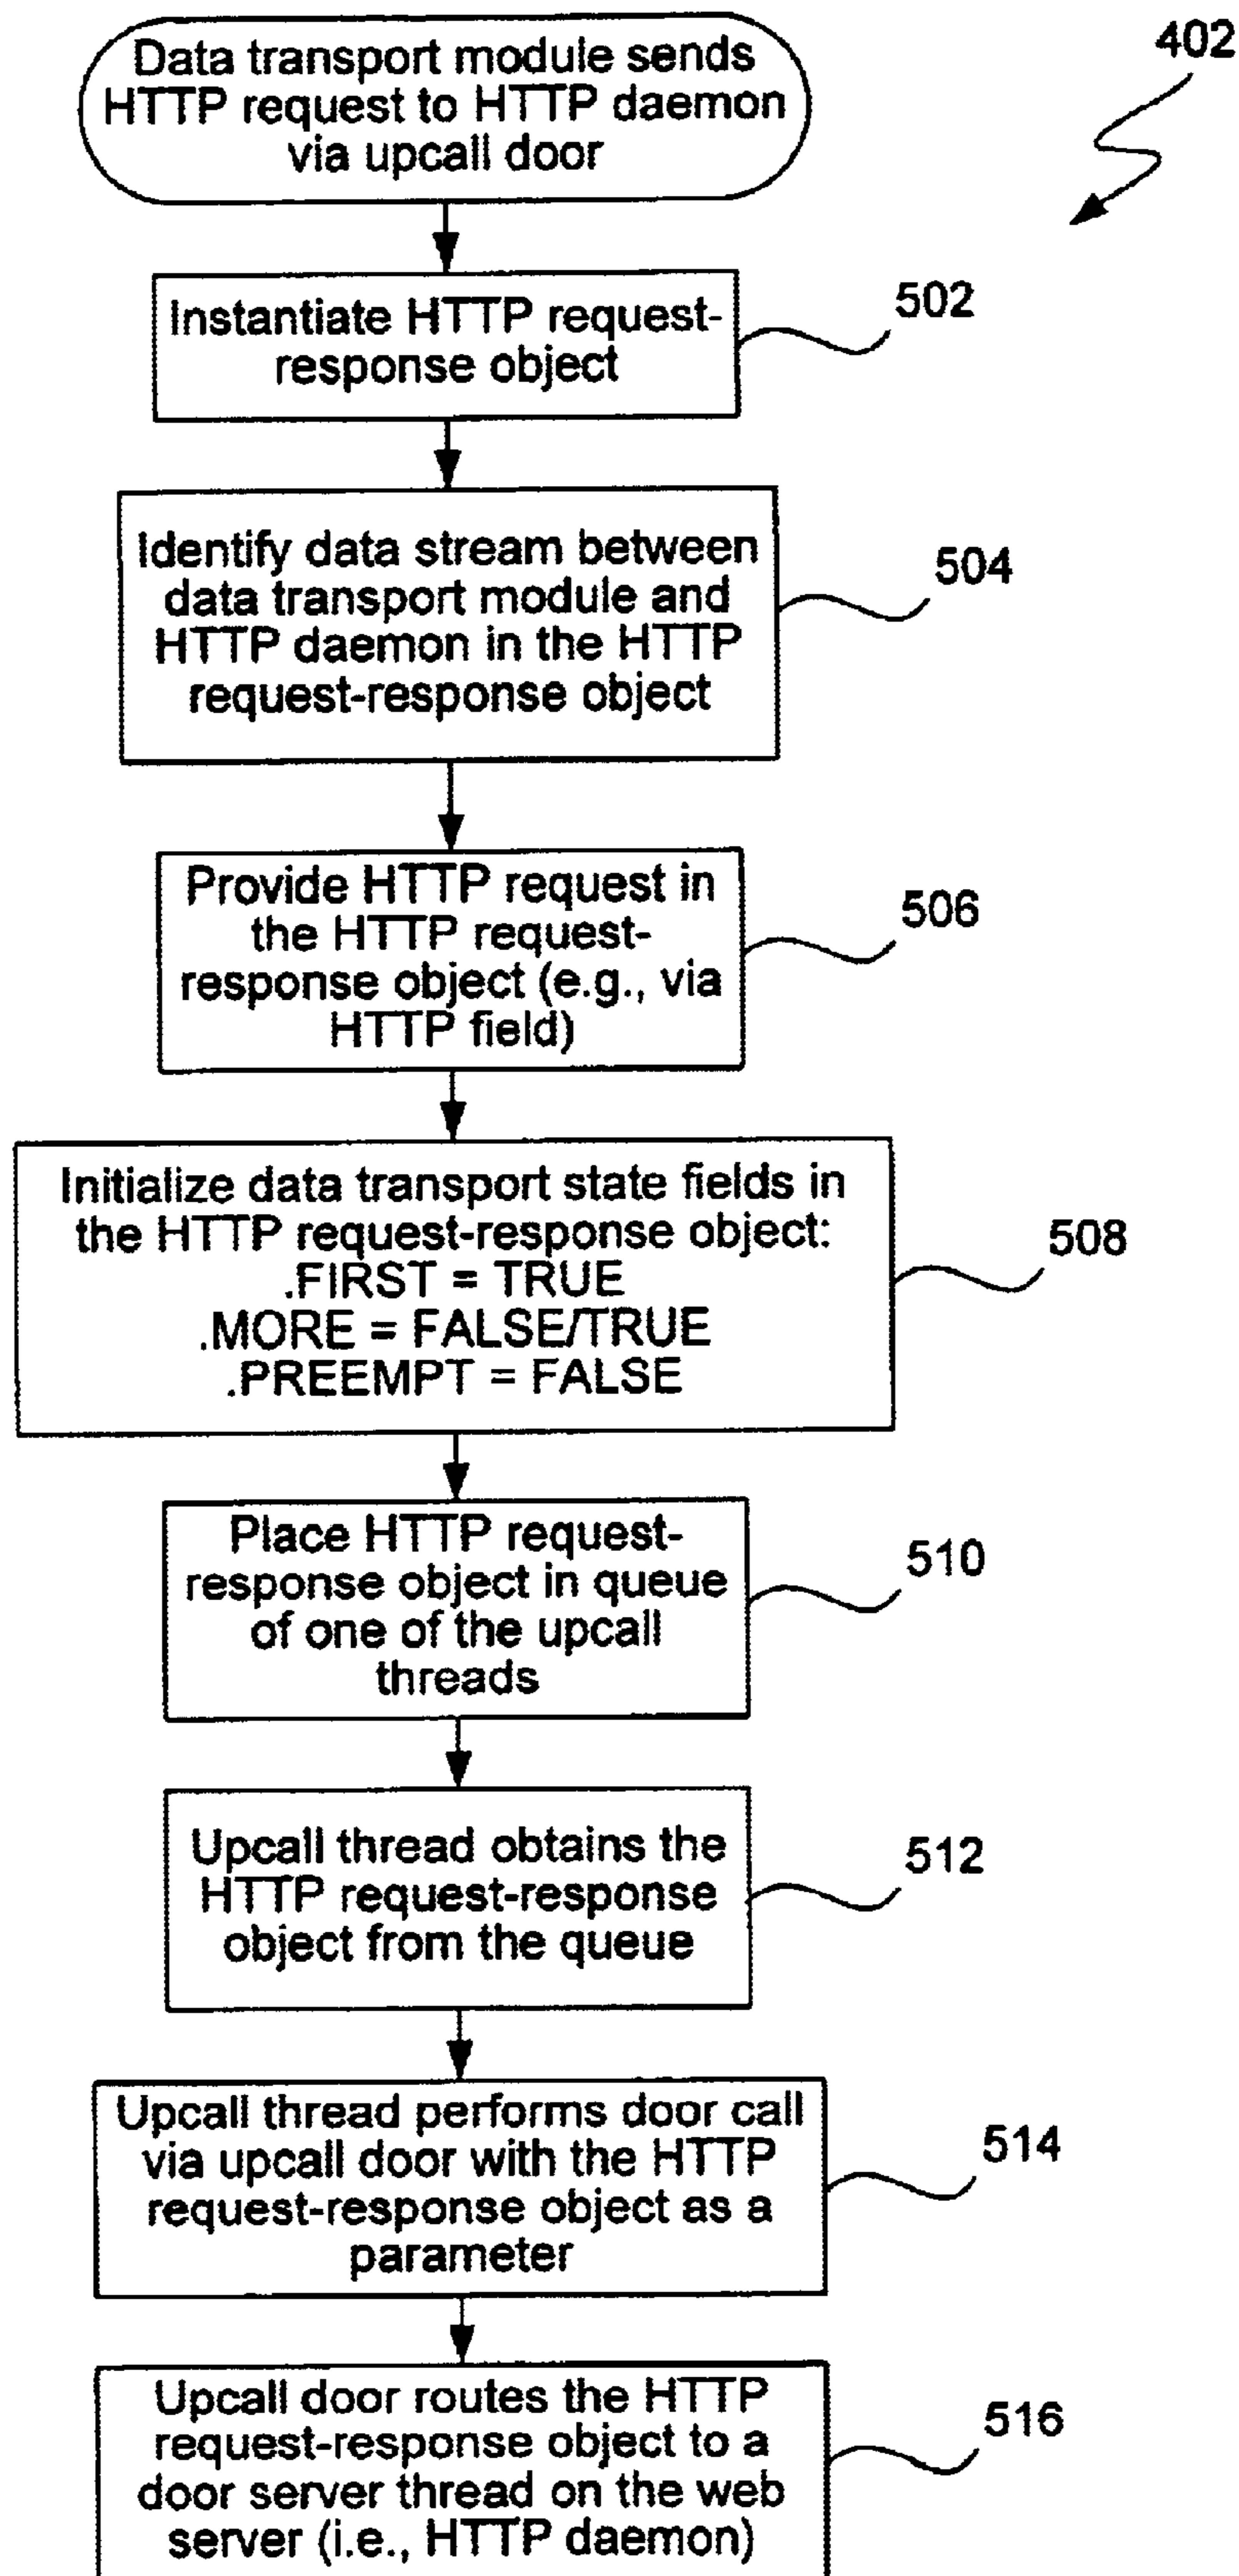 Data transport module sends
HTTP request to HTTP daemon
via upcall door
402
Instantiate HTTP request-
response object
502
Identify data stream between
data transport module and
HTTP daemon in the HTTP
request-response object
504
Provide HTTP request in
the HTTP request-
response object (e.g., via
HTTP field)
506
Initialize data transport state fields in
the HTTP request-response object:
.FIRST = TRUE
.MORE = FALSE/TRUE
.PREEMPT = FALSE
508
Place HTTP request-
response object in queue
of one of the upcall
threads
510
Upcall thread obtains the
HTTP request-response
object from the queue
512
Upcall thread performs door call
via upcall door with the HTTP
request-response object as a
parameter
514
Upcall door routes the HTTP
request-response object to a
door server thread on the web
server (i.e., HTTP daemon)
516